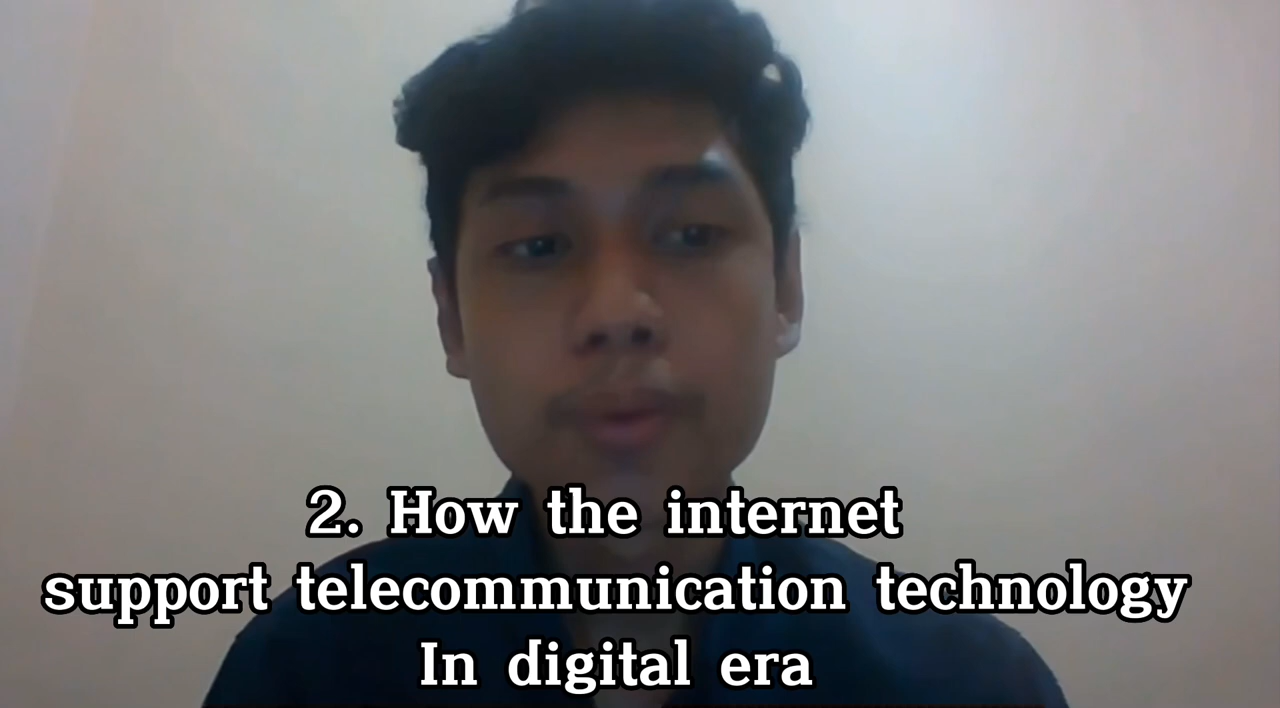 2. How the internet
support telecommunication technology
In digital era